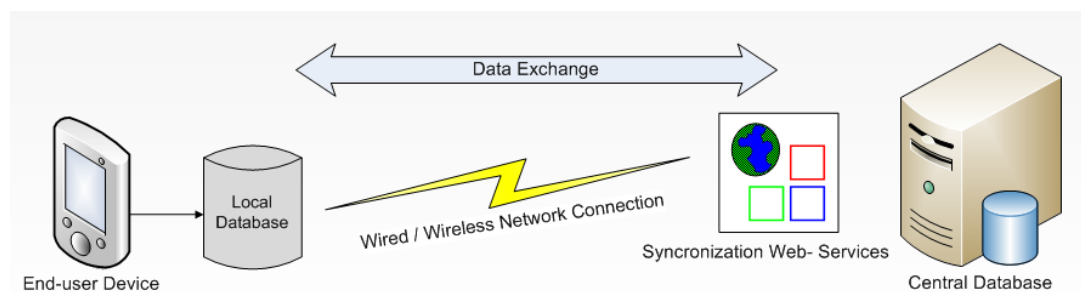 Data Exchange
Local
Database
Wired / Wireless Network Connection
Syncronization Web- Services
End-user Device
Central Database